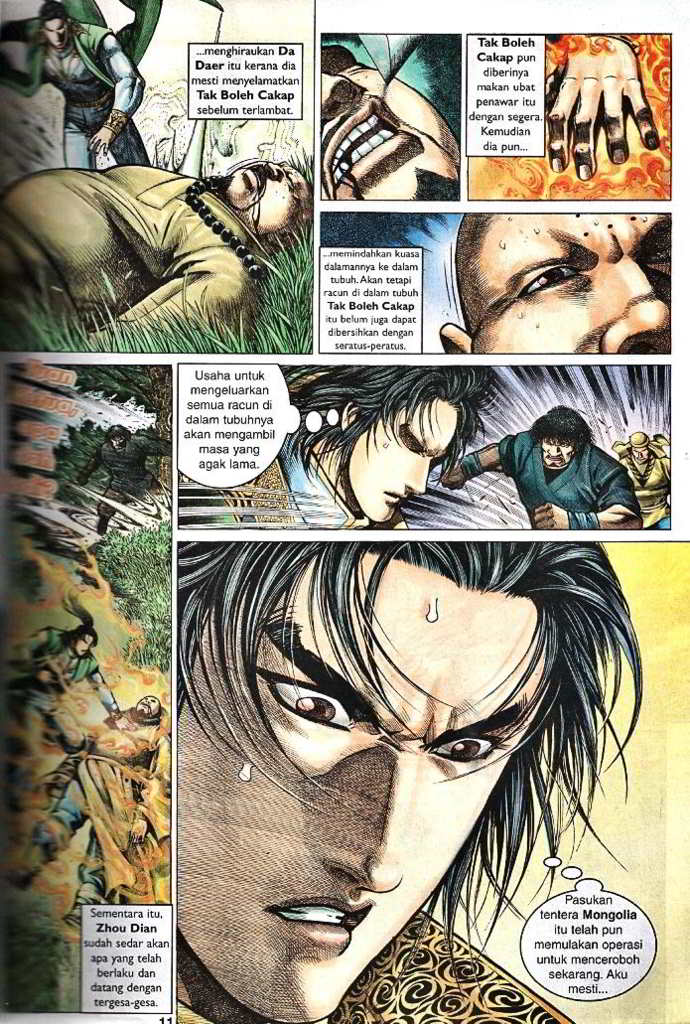 ...menghiraukan Da
Daer itu kerana dia
mesti menyelamatkan
Tak Boleh Cakap
sebelum terlambat.
Tak Boleh
Cakap pun
diberinya
makan ubat
penawar itu
dengan segera.
Kemudian
dia pun...
...memindahkan kuasa
dalamannya ke dalam
tubuh. Akan tetapi
racun di dalam tubuh
Tak Boleh Cakap
itu belum juga dapat
dibersihkan dengan
seratus-peratus.
Usaha untuk
mengeluarkan
semua racun di
dalam tubuhnya
akan mengambil
masa yang
agak lama.
Sementara itu,
Zhou Dian
sudah sedar akan
apa yang telah
berlaku dan
datang dengan
tergesa-gesa.
Pasukan
tentera Mongolia
itu telah pun
memulakan operasi
untuk menceroboh
sekarang. Aku
mesti...
11